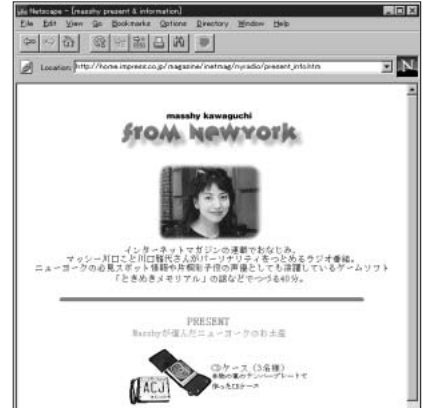 Netscape - [masshy present & information]
File Edit View Go Bookmarks Options Directory Window Help
Location: http://home.impress.co.jp/magazine/inetmag/nyradio/present_info.htm
N
masshy kawaguchi
from NewYork
インターネットマガジンの連載でおなじみ、
マッシー川口こと川口雅代さんがパーソナリティをつとめるラジオ番組。
ニューヨークの必見スポット情報や片桐彩子役の声優としても活躍しているゲームソフト
「ときめきメモリアル」の話などでつづる40分。
PRESENT
Masshyが選んだニューヨークのお土産
ACJ
CDケース (3名様)
本物の車のナンバープレートで
作ったCDケース